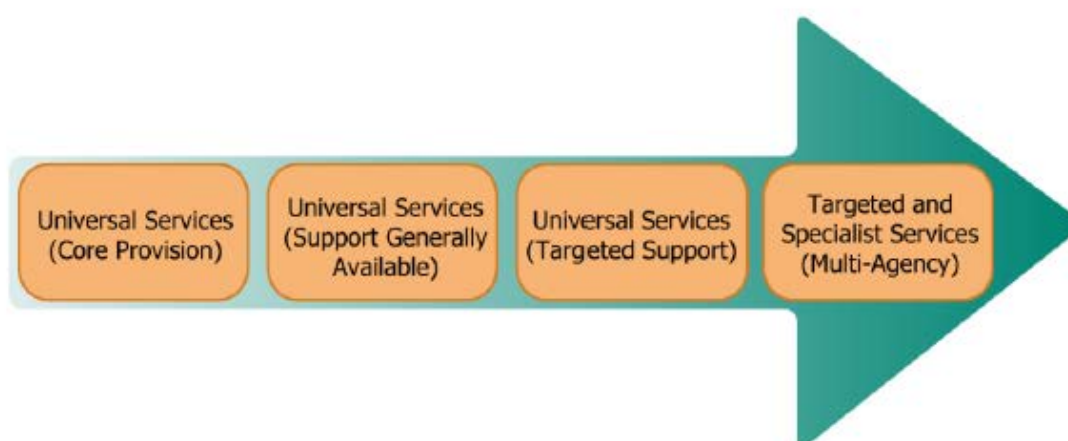 Universal Services
(Core Provision)
Universal Services
(Support Generally
Available)
Universal Services
(Targeted Support)
Targeted and
Specialist Services
(Multi-Agency)